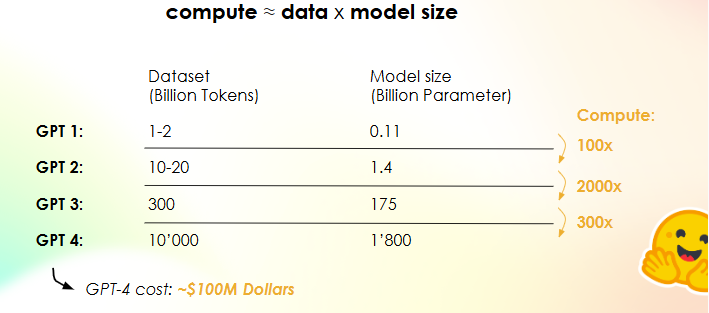 compute ≈ data x model size
Dataset Model size
(Billion Tokens) (Billion Parameter)
Compute:
GPT 1: 1-2 0.11
100x
GPT 2: 10-20 1.4
2000x
GPT 3: 300 175
300x
GPT 4: 10'000 1'800
GPT-4 cost: ~$100M Dollars